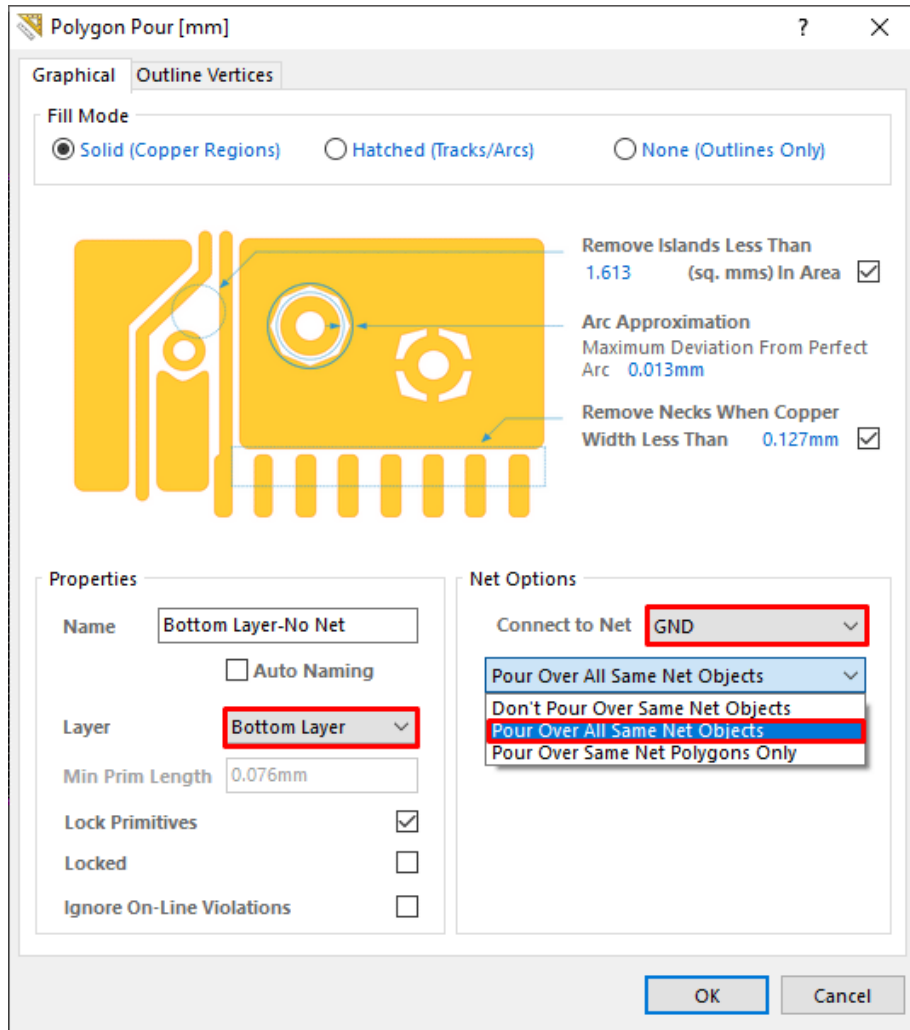 Polygon Pour [mm]
?
Graphical Outline Vertices
Fill Mode
Solid (Copper Regions) Hatched (Tracks/Arcs) None (Outlines Only)
Remove Islands Less Than
1.613 (sq. mms) In Area
Arc Approximation
Maximum Deviation From Perfect
Arc 0.013mm
Remove Necks When Copper
Width Less Than 0.127mm
Properties
Name Bottom Layer-No Net
Auto Naming
Layer Bottom Layer
Min Prim Length 0.076mm
Lock Primitives
Locked
Ignore On-Line Violations
Net Options
Connect to Net GND
Pour Over All Same Net Objects
Don't Pour Over Same Net Objects
Pour Over All Same Net Objects
Pour Over Same Net Polygons Only
OK Cancel